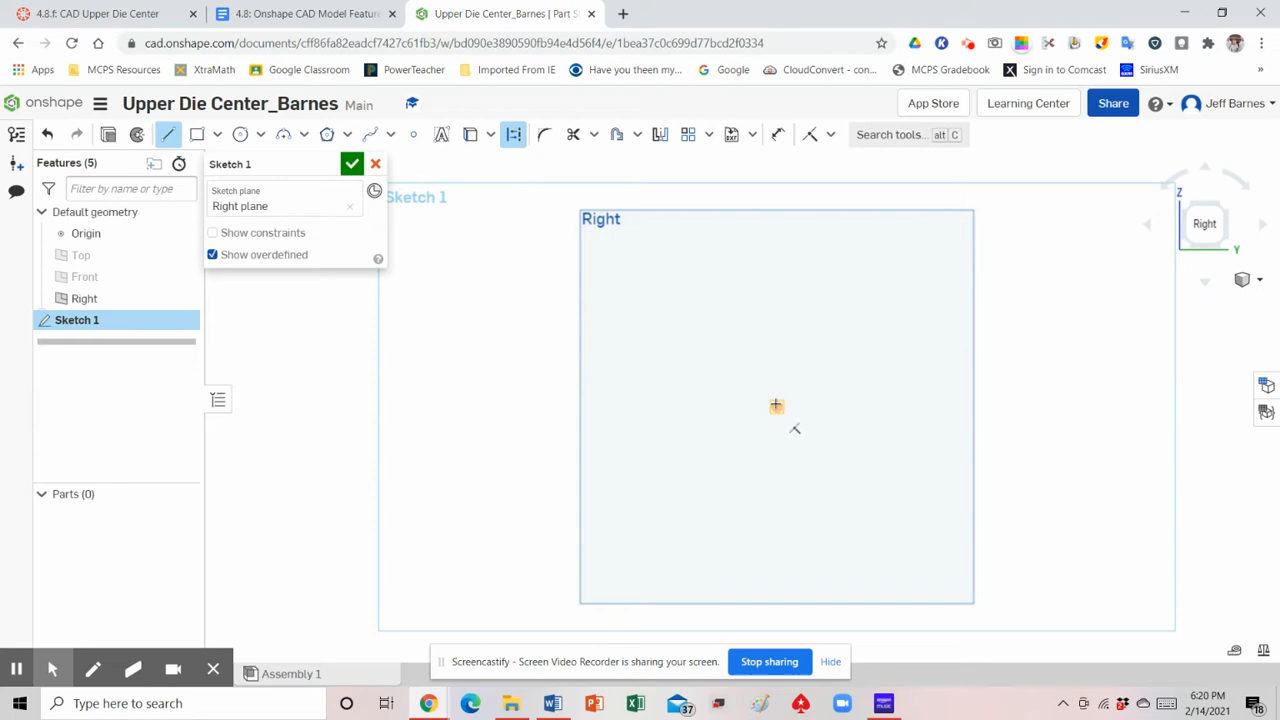 4.8.f: CAD Upper Die Center
4.8: Onshape CAD Model Feature
Upper Die Center_Barnes | Part S
cad.onshape.com/documents/cff86fa82eadcf7427c61fb3/w/bd091e3890590fb94e4d56f4/e/1bea37c0c699d77bcd2f0334
Apps
MCPS Resources
XtraMath
Google Classroom
PowerTeacher
Imported From IE
Have you theen my...
Google
CloudConvert - con...
MCPS Gradebook
Sign in to Comcast
SiriusXM
»
onshape
Upper Die Center_Barnes Main
App Store
Learning Center
Share
Jeff Barnes
Search tools... alt C
Features (5)
Filter by name or type
Default geometry
Origin
Top
Front
Right
Sketch 1
Parts (0)
Sketch 1
Sketch plane
Right plane
Show constraints
Show overdefined
Sketch 1
Right
Z
Right
Y
Assembly 1
Screencastify - Screen Video Recorder is sharing your screen.
Stop sharing
Hide
Type here to search
37
6:20 PM
2/14/2021
18